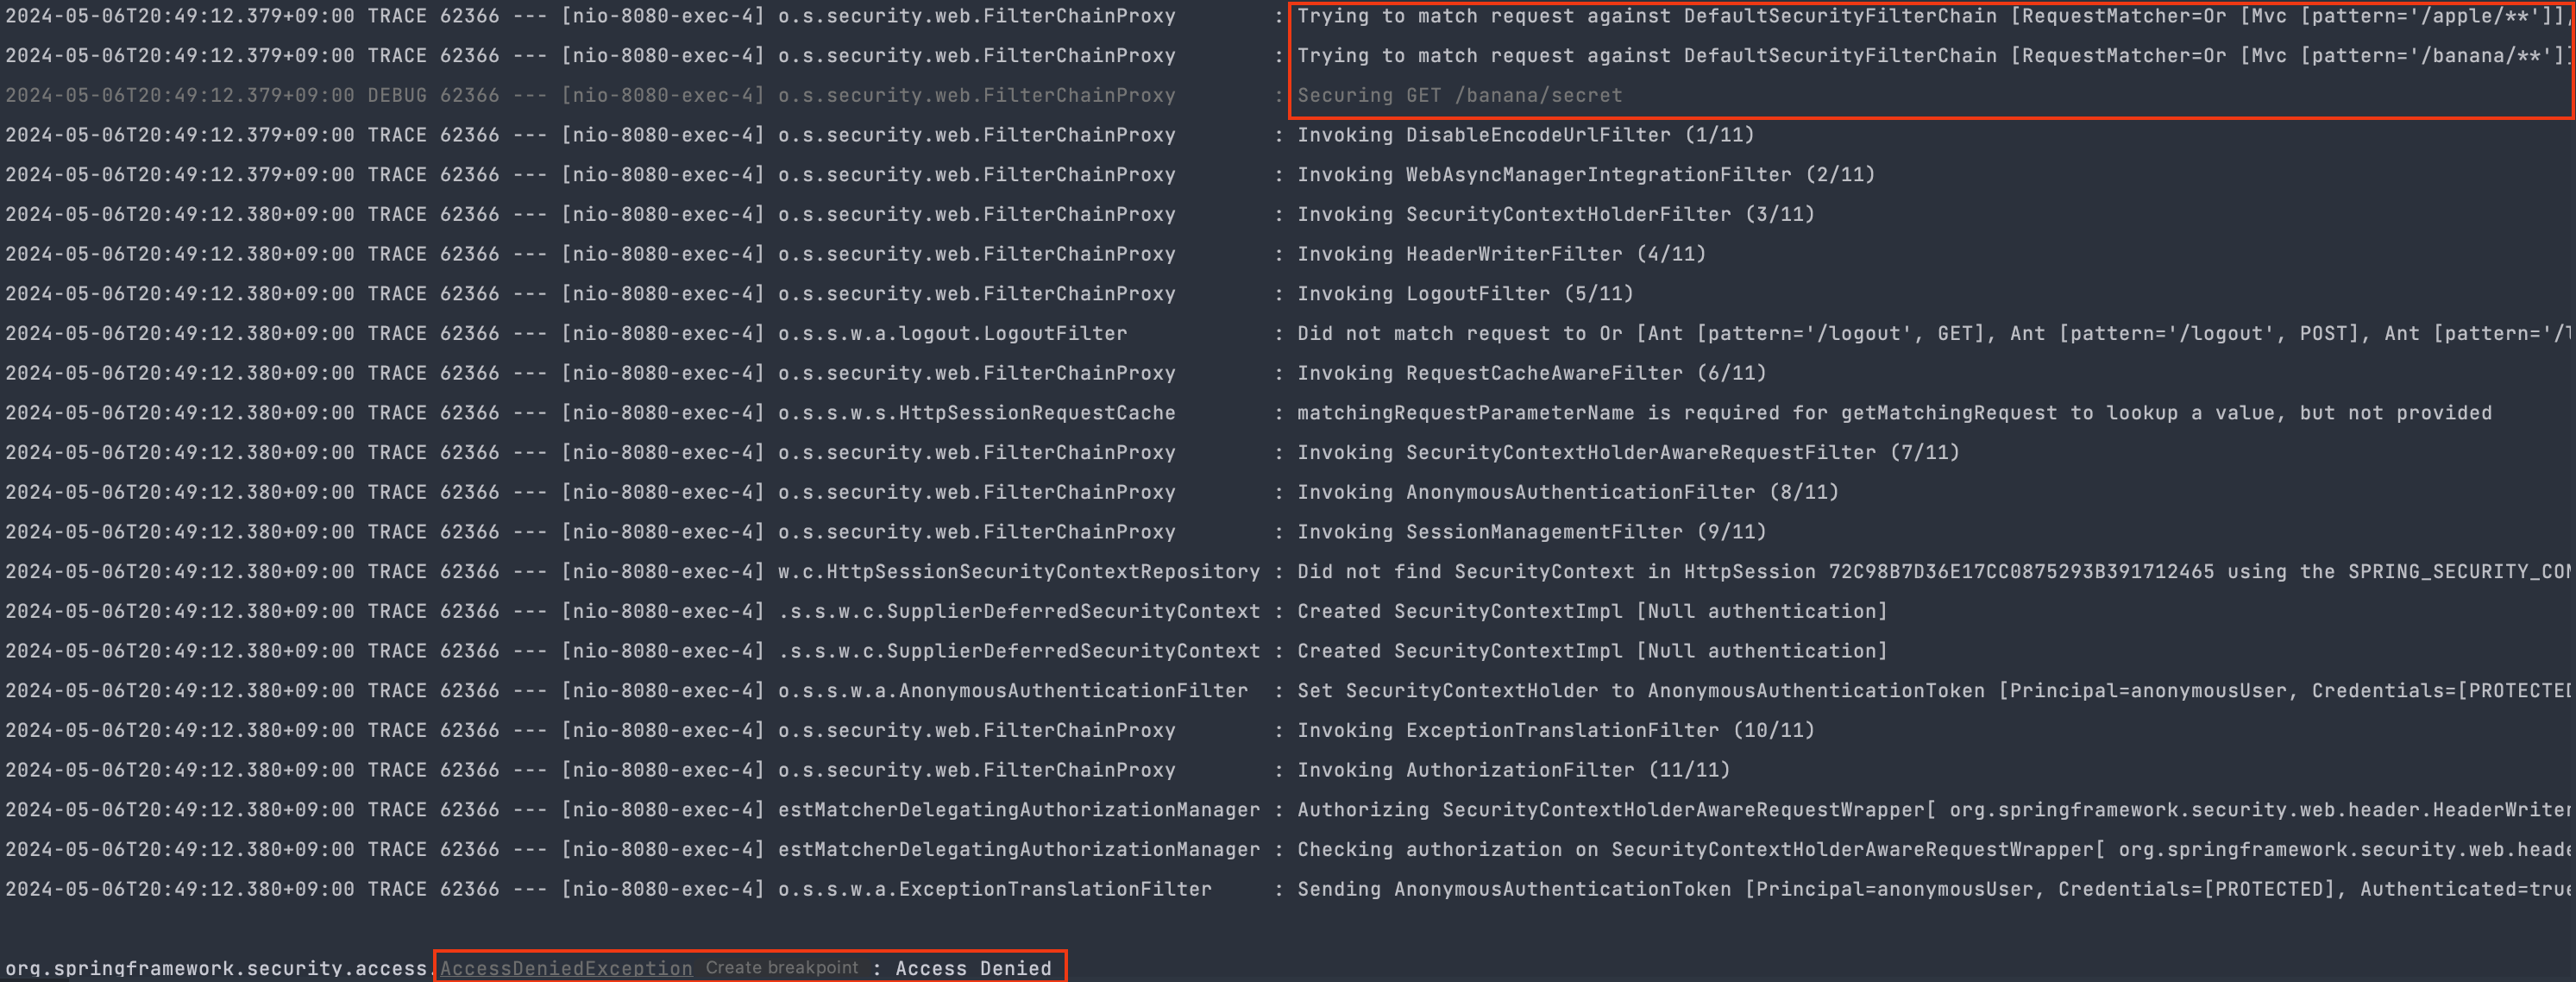 2024-05-06T20:49:12.379+09:00 TRACE 62366 --- [nio-8080-exec-4] o.s.security.web.FilterChainProxy        : Trying to match request against DefaultSecurityFilterChain [RequestMatcher=Or [Mvc [pattern='/apple/**']],
2024-05-06T20:49:12.379+09:00 TRACE 62366 --- [nio-8080-exec-4] o.s.security.web.FilterChainProxy        : Trying to match request against DefaultSecurityFilterChain [RequestMatcher=Or [Mvc [pattern='/banana/**']]
2024-05-06T20:49:12.379+09:00 DEBUG 62366 --- [nio-8080-exec-4] o.s.security.web.FilterChainProxy        : Securing GET /banana/secret
2024-05-06T20:49:12.379+09:00 TRACE 62366 --- [nio-8080-exec-4] o.s.security.web.FilterChainProxy        : Invoking DisableEncodeUrlFilter (1/11)
2024-05-06T20:49:12.379+09:00 TRACE 62366 --- [nio-8080-exec-4] o.s.security.web.FilterChainProxy        : Invoking WebAsyncManagerIntegrationFilter (2/11)
2024-05-06T20:49:12.380+09:00 TRACE 62366 --- [nio-8080-exec-4] o.s.security.web.FilterChainProxy        : Invoking SecurityContextHolderFilter (3/11)
2024-05-06T20:49:12.380+09:00 TRACE 62366 --- [nio-8080-exec-4] o.s.security.web.FilterChainProxy        : Invoking HeaderWriterFilter (4/11)
2024-05-06T20:49:12.380+09:00 TRACE 62366 --- [nio-8080-exec-4] o.s.security.web.FilterChainProxy        : Invoking LogoutFilter (5/11)
2024-05-06T20:49:12.380+09:00 TRACE 62366 --- [nio-8080-exec-4] o.s.s.w.a.logout.LogoutFilter            : Did not match request to Or [Ant [pattern='/logout', GET], Ant [pattern='/logout', POST], Ant [pattern='/l
2024-05-06T20:49:12.380+09:00 TRACE 62366 --- [nio-8080-exec-4] o.s.security.web.FilterChainProxy        : Invoking RequestCacheAwareFilter (6/11)
2024-05-06T20:49:12.380+09:00 TRACE 62366 --- [nio-8080-exec-4] o.s.s.w.s.HttpSessionRequestCache        : matchingRequestParameterName is required for getMatchingRequest to lookup a value, but not provided
2024-05-06T20:49:12.380+09:00 TRACE 62366 --- [nio-8080-exec-4] o.s.security.web.FilterChainProxy        : Invoking SecurityContextHolderAwareRequestFilter (7/11)
2024-05-06T20:49:12.380+09:00 TRACE 62366 --- [nio-8080-exec-4] o.s.security.web.FilterChainProxy        : Invoking AnonymousAuthenticationFilter (8/11)
2024-05-06T20:49:12.380+09:00 TRACE 62366 --- [nio-8080-exec-4] o.s.security.web.FilterChainProxy        : Invoking SessionManagementFilter (9/11)
2024-05-06T20:49:12.380+09:00 TRACE 62366 --- [nio-8080-exec-4] w.c.HttpSessionSecurityContextRepository : Did not find SecurityContext in HttpSession 72C98B7D36E17CC0875293B391712465 using the SPRING_SECURITY_CON
2024-05-06T20:49:12.380+09:00 TRACE 62366 --- [nio-8080-exec-4] .s.s.w.c.SupplierDeferredSecurityContext : Created SecurityContextImpl [Null authentication]
2024-05-06T20:49:12.380+09:00 TRACE 62366 --- [nio-8080-exec-4] .s.s.w.c.SupplierDeferredSecurityContext : Created SecurityContextImpl [Null authentication]
2024-05-06T20:49:12.380+09:00 TRACE 62366 --- [nio-8080-exec-4] o.s.s.w.a.AnonymousAuthenticationFilter  : Set SecurityContextHolder to AnonymousAuthenticationToken [Principal=anonymousUser, Credentials=[PROTECTED
2024-05-06T20:49:12.380+09:00 TRACE 62366 --- [nio-8080-exec-4] o.s.security.web.FilterChainProxy        : Invoking ExceptionTranslationFilter (10/11)
2024-05-06T20:49:12.380+09:00 TRACE 62366 --- [nio-8080-exec-4] o.s.security.web.FilterChainProxy        : Invoking AuthorizationFilter (11/11)
2024-05-06T20:49:12.380+09:00 TRACE 62366 --- [nio-8080-exec-4] estMatcherDelegatingAuthorizationManager : Authorizing SecurityContextHolderAwareRequestWrapper[ org.springframework.security.web.header.HeaderWriter
2024-05-06T20:49:12.380+09:00 TRACE 62366 --- [nio-8080-exec-4] estMatcherDelegatingAuthorizationManager : Checking authorization on SecurityContextHolderAwareRequestWrapper[ org.springframework.security.web.heade
2024-05-06T20:49:12.380+09:00 TRACE 62366 --- [nio-8080-exec-4] o.s.s.w.a.ExceptionTranslationFilter     : Sending AnonymousAuthenticationToken [Principal=anonymousUser, Credentials=[PROTECTED], Authenticated=true
org.springframework.security.access.AccessDeniedException Create breakpoint : Access Denied